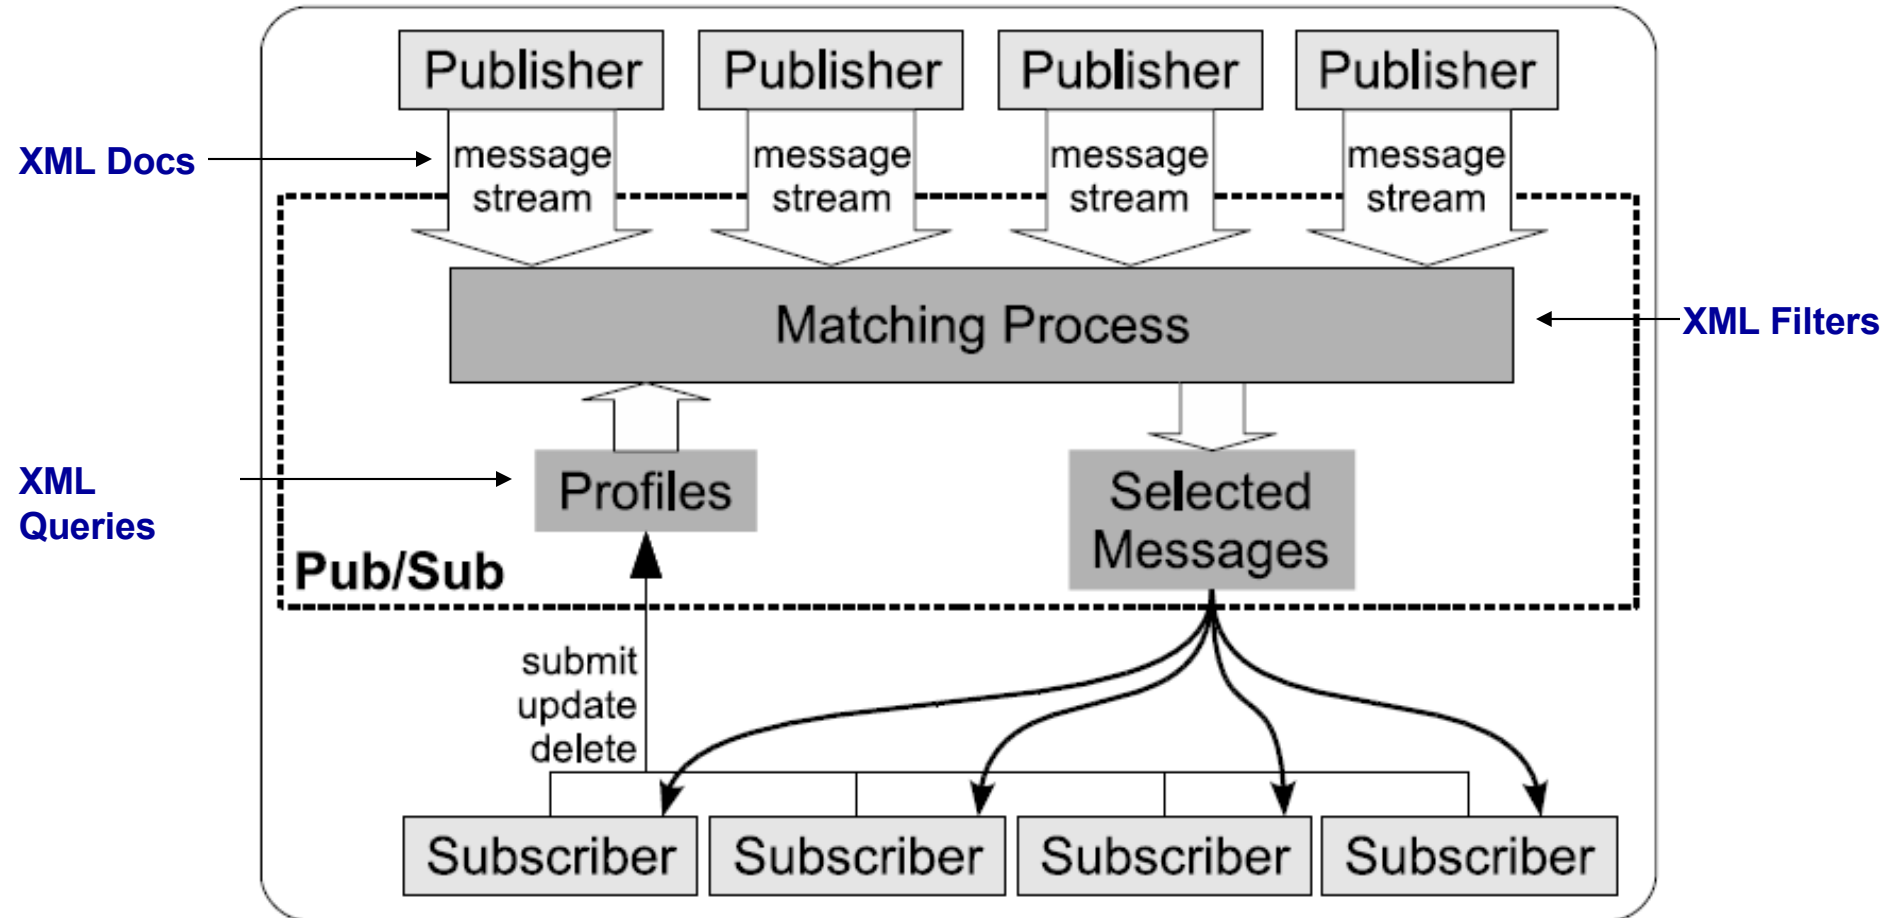 Publisher
Publisher
Publisher
Publisher
XML Docs
message
stream
message
stream
message
stream
message
stream
Matching Process
XML Filters
XML
Queries
Profiles
Selected
Messages
Pub/Sub
submit
update
delete
Subscriber
Subscriber
Subscriber
Subscriber